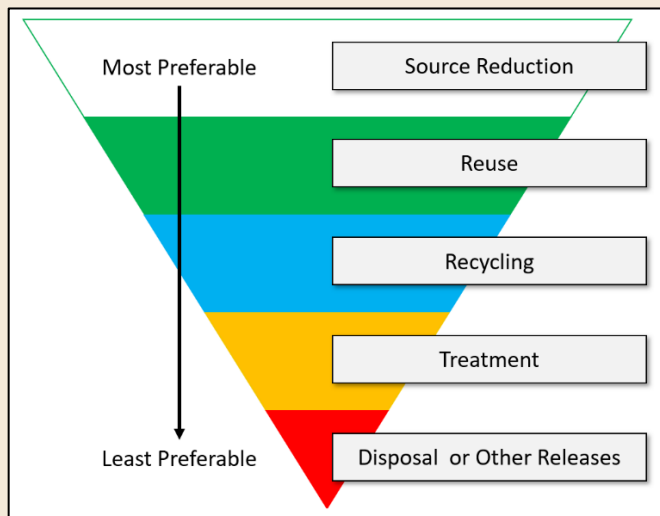 Most Preferable
Source Reduction
Reuse
Recycling
Treatment
Least Preferable
Disposal or Other Releases